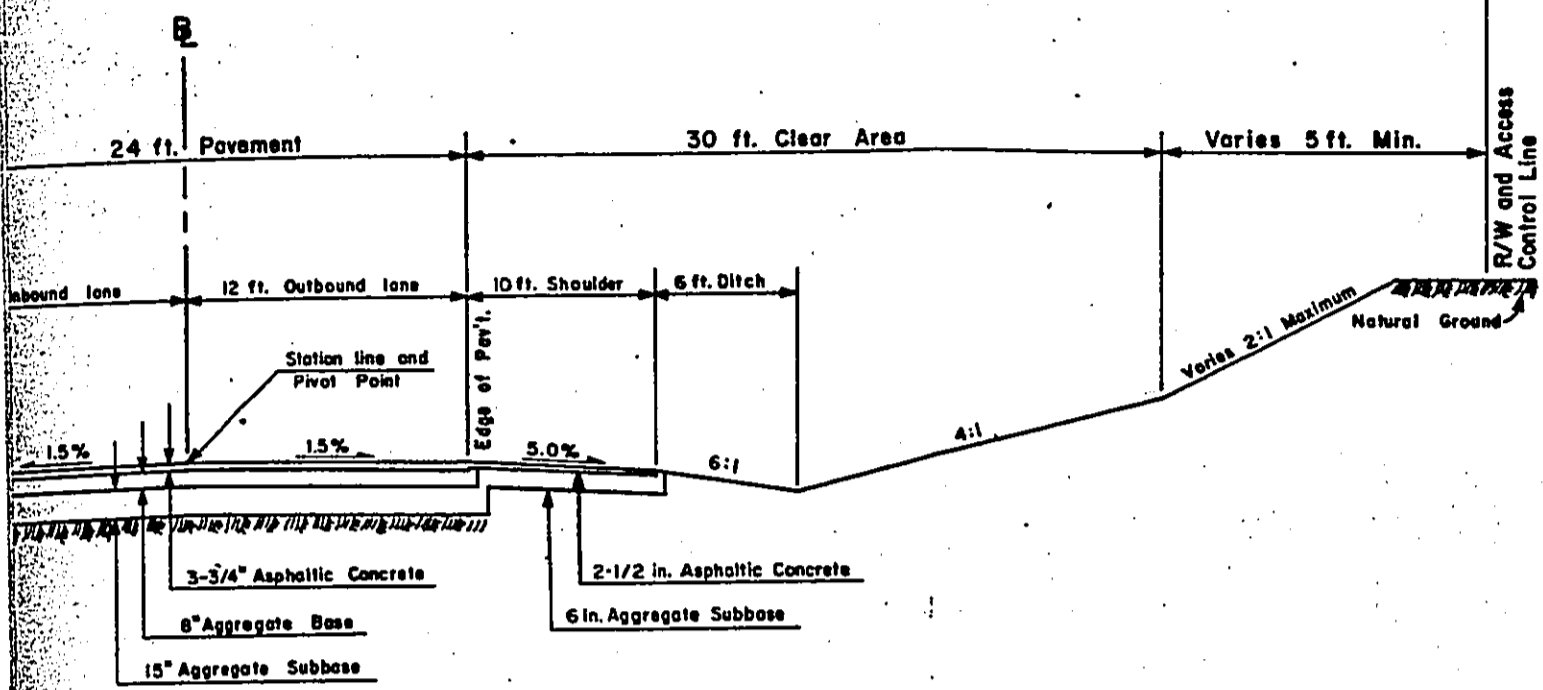 B
24 ft. Pavement
30 ft. Clear Area
Varies 5 ft. Min.
R/W and Access
Control Line
inbound lane
12 ft. Outbound lane
10 ft. Shoulder
6 ft. Ditch
Natural Ground
Varies 2:1 Maximum
Station line and
Pivot Point
Edge of Pav't.
1.5%
1.5%
5.0%
6:1
4:1
3-3/4" Asphaltic Concrete
2-1/2 in. Asphaltic Concrete
8" Aggregate Base
6 in. Aggregate Subbase
15" Aggregate Subbase